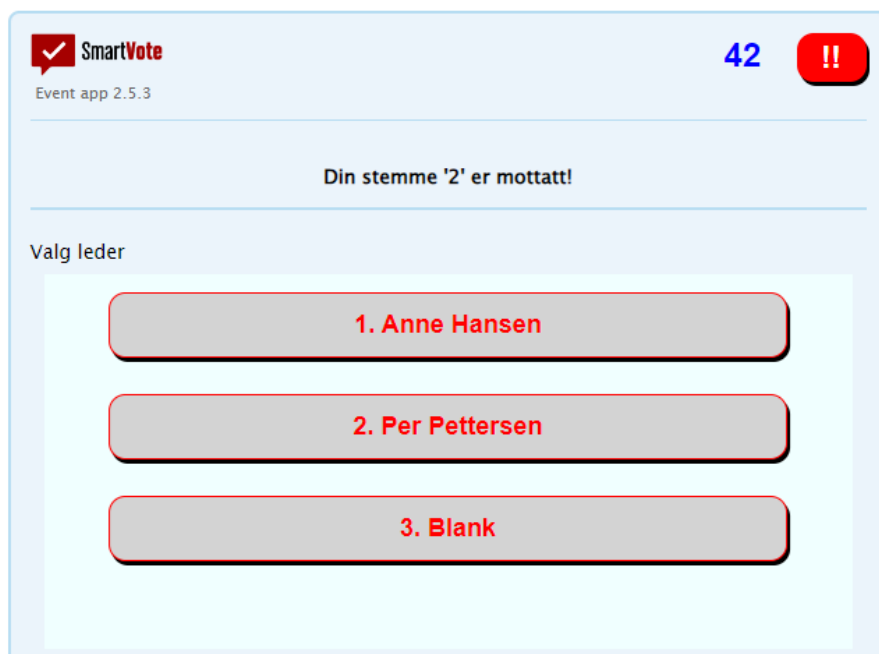 SmartVote
42
!!
Event app 2.5.3
Din stemme '2' er mottatt!
Valg leder
1. Anne Hansen
2. Per Pettersen
3. Blank